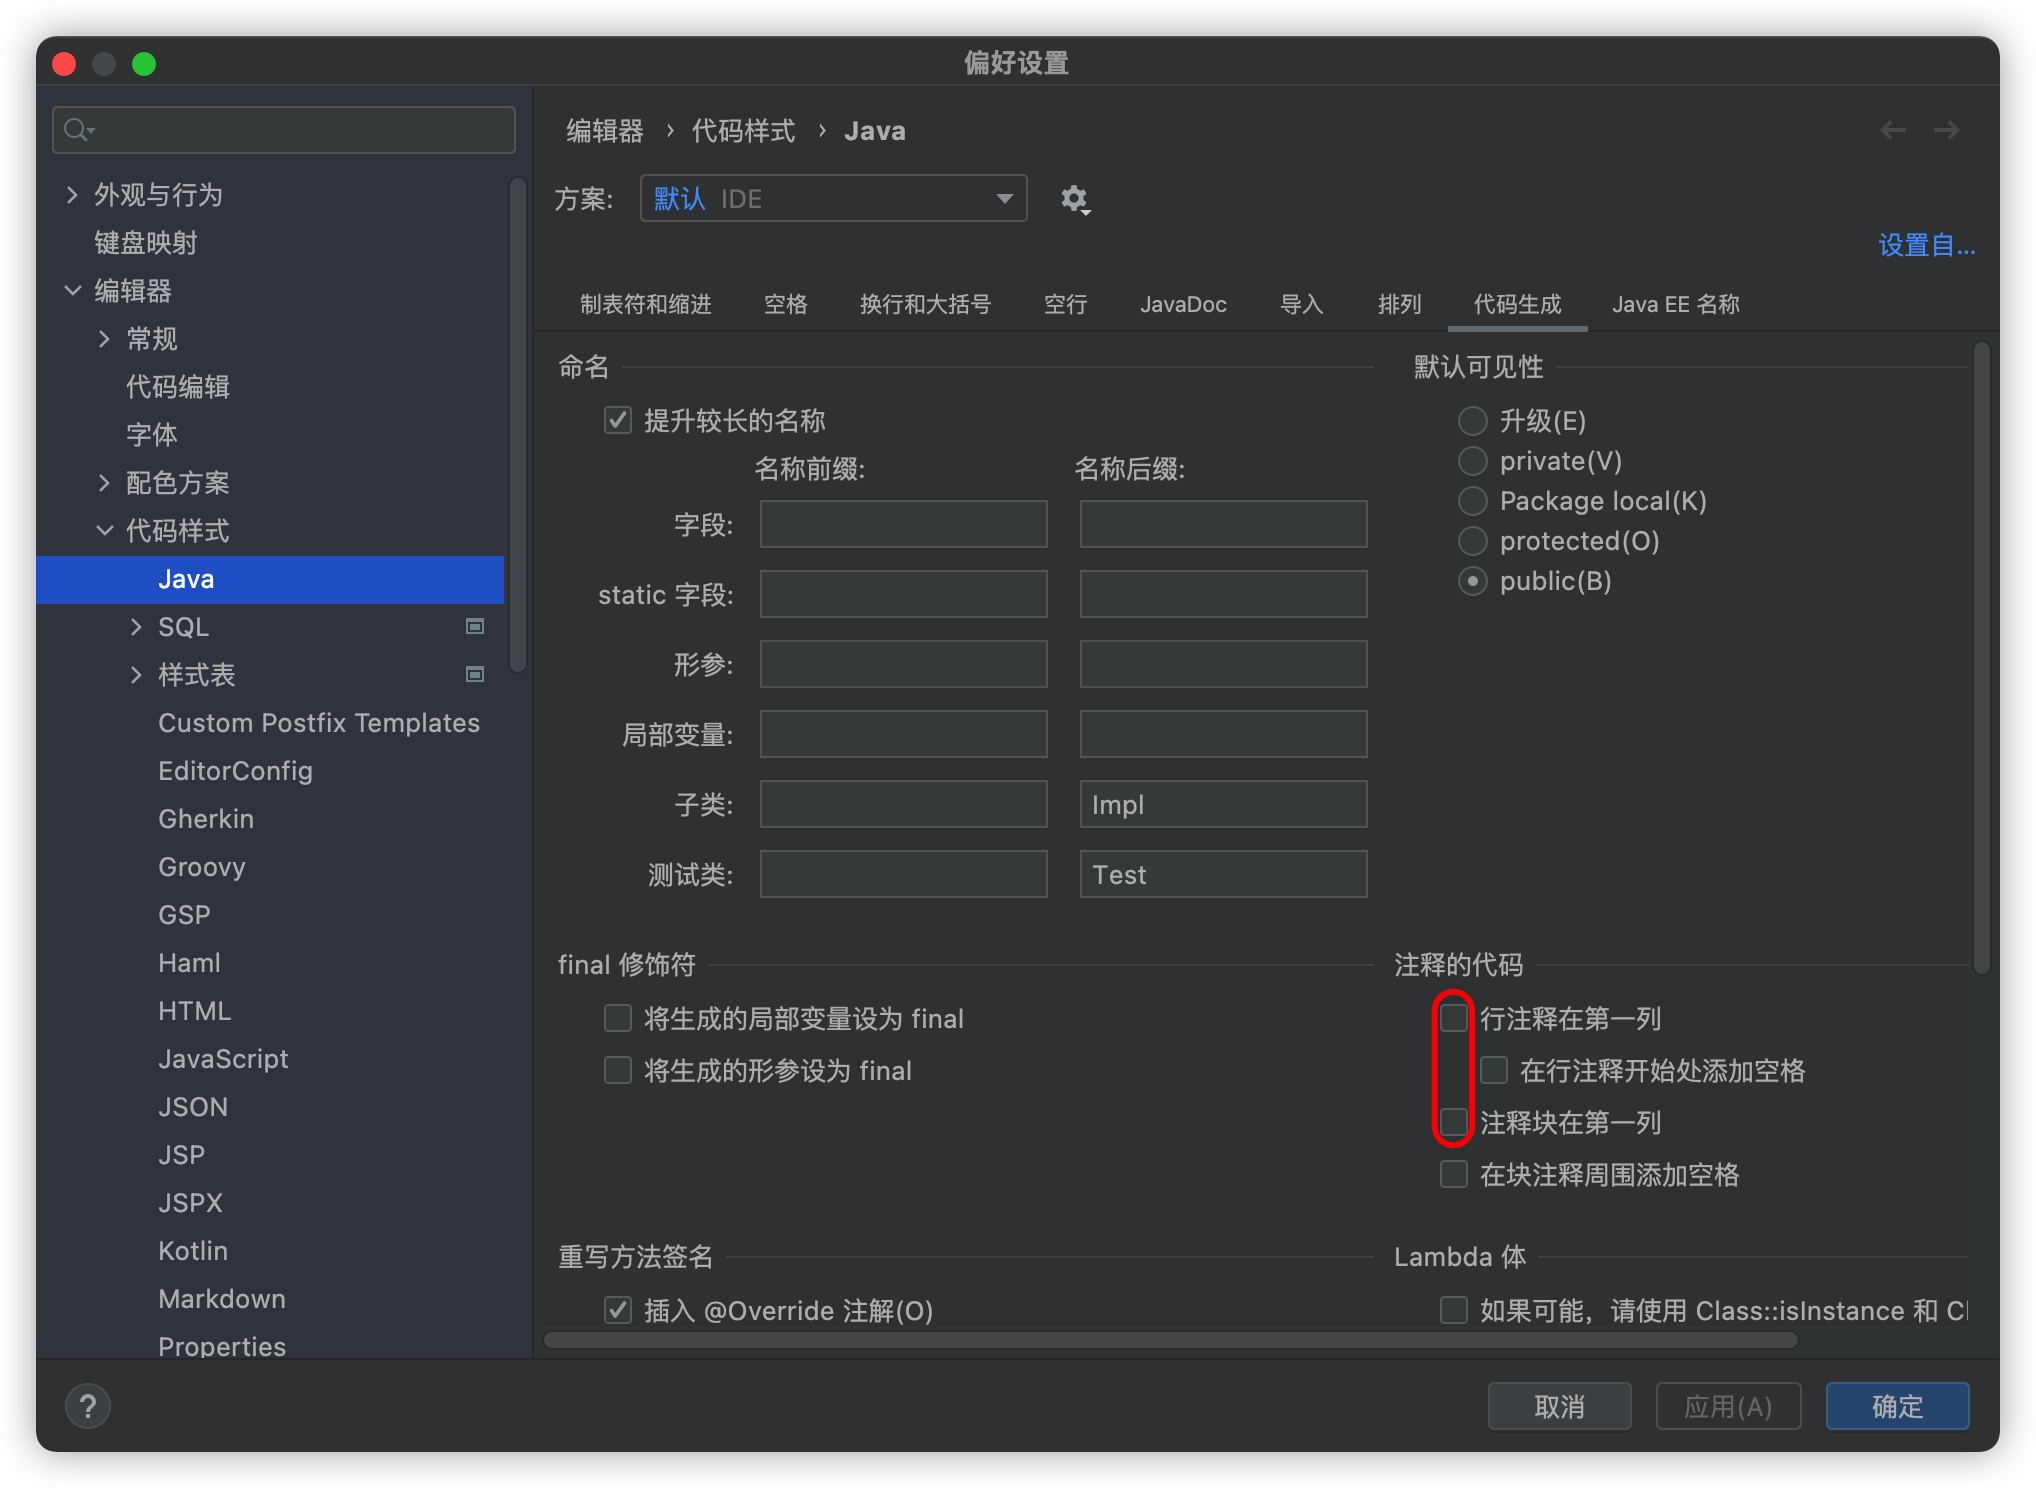 偏好设置
外观与行为
键盘映射
编辑器
常规
代码编辑
字体
配色方案
代码样式
Java
SQL
样式表
Custom Postfix Templates
EditorConfig
Gherkin
Groovy
GSP
Haml
HTML
JavaScript
JSON
JSP
JSPX
Kotlin
Markdown
Properties
编辑器 › 代码样式 › Java
方案: 默认 IDE
设置自...
制表符和缩进 空格 换行和大括号 空行 JavaDoc 导入 排列 代码生成 Java EE 名称
命名
提升较长的名称
名称前缀: 名称后缀:
字段:
static 字段:
形参:
局部变量:
子类: Impl
测试类: Test
默认可见性
升级(E)
private(V)
Package local(K)
protected(O)
public(B)
final 修饰符
将生成的局部变量设为 final
将生成的形参设为 final
注释的代码
行注释在第一列
在行注释开始处添加空格
注释块在第一列
在块注释周围添加空格
重写方法签名
插入 @Override 注解(O)
Lambda 体
如果可能，请使用 Class::isInstance 和 Cl
?
取消 应用(A) 确定